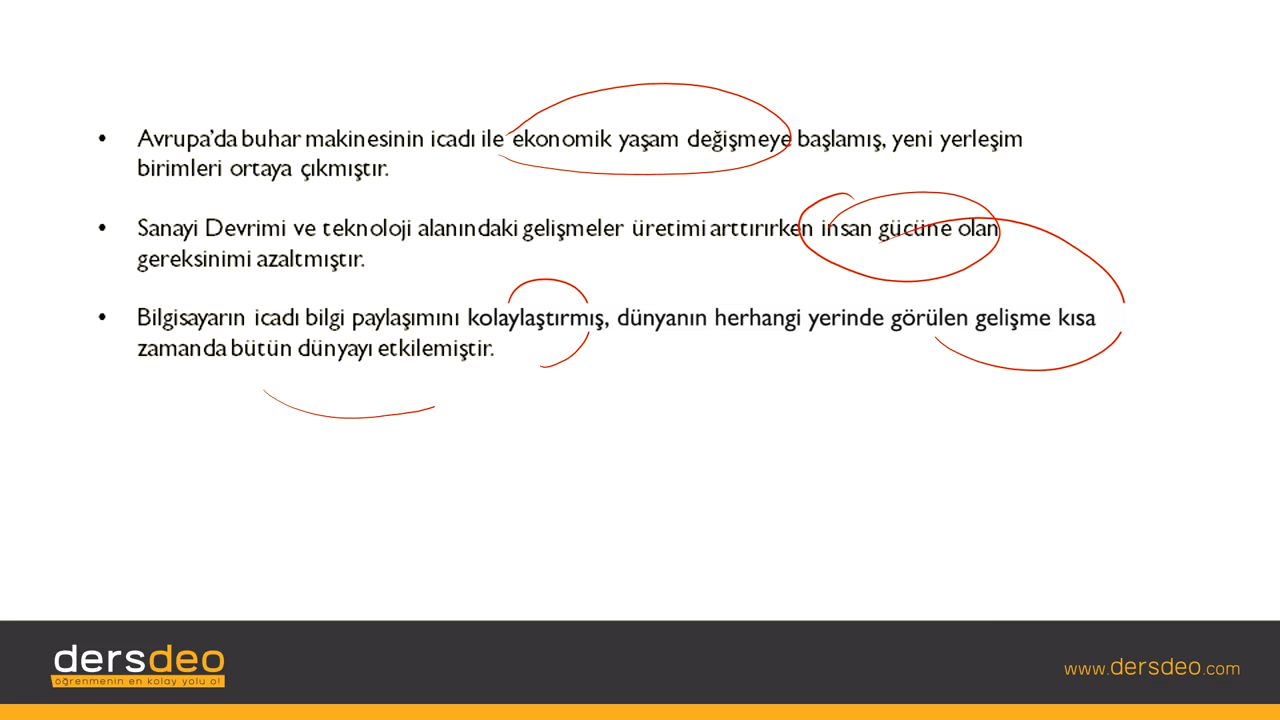 • Avrupa'da buhar makinesinin icadı ile ekonomik yaşam değişmeye başlamış, yeni yerleşim
birimleri ortaya çıkmıştır.
• Sanayi Devrimi ve teknoloji alanındaki gelişmeler üretimi arttırırken insan gücüne olan
gereksinimi azaltmıştır.
• Bilgisayarın icadı bilgi paylaşımını kolaylaştırmış, dünyanın herhangi yerinde görülen gelişme kısa
zamanda bütün dünyayı etkilemiştir.
dersdeo
öğrenmenin en kolay yolu o!
www.dersdeo.com